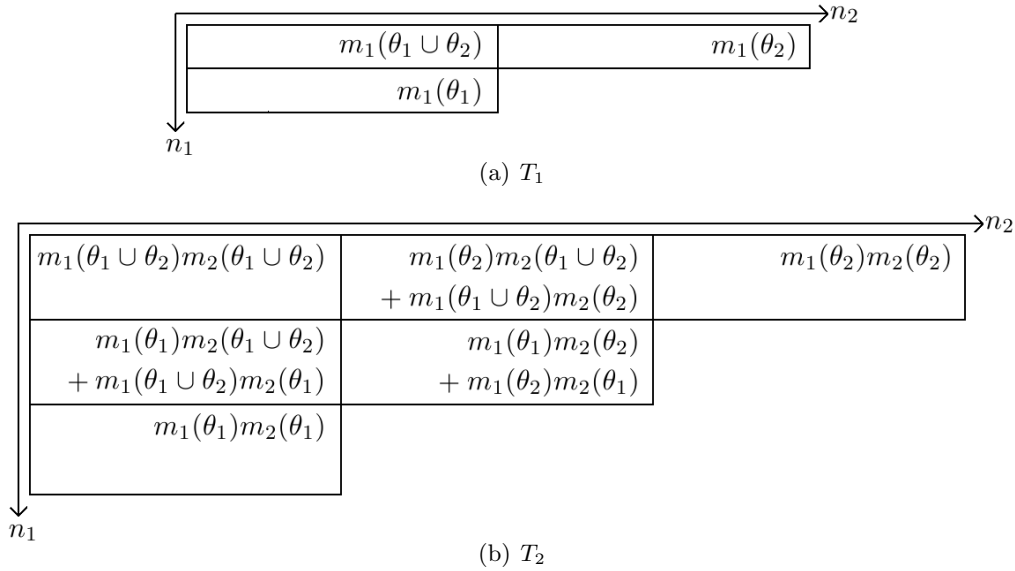 n₂
m₁(θ₁ ∪ θ₂) m₁(θ₂)
m₁(θ₁)
n₁
(a) T₁
n₂
m₁(θ₁ ∪ θ₂)m₂(θ₁ ∪ θ₂) m₁(θ₂)m₂(θ₁ ∪ θ₂) m₁(θ₂)m₂(θ₂)
+ m₁(θ₁ ∪ θ₂)m₂(θ₂)
m₁(θ₁)m₂(θ₁ ∪ θ₂) m₁(θ₁)m₂(θ₂)
+ m₁(θ₁ ∪ θ₂)m₂(θ₁) + m₁(θ₂)m₂(θ₁)
m₁(θ₁)m₂(θ₁)
n₁
(b) T₂